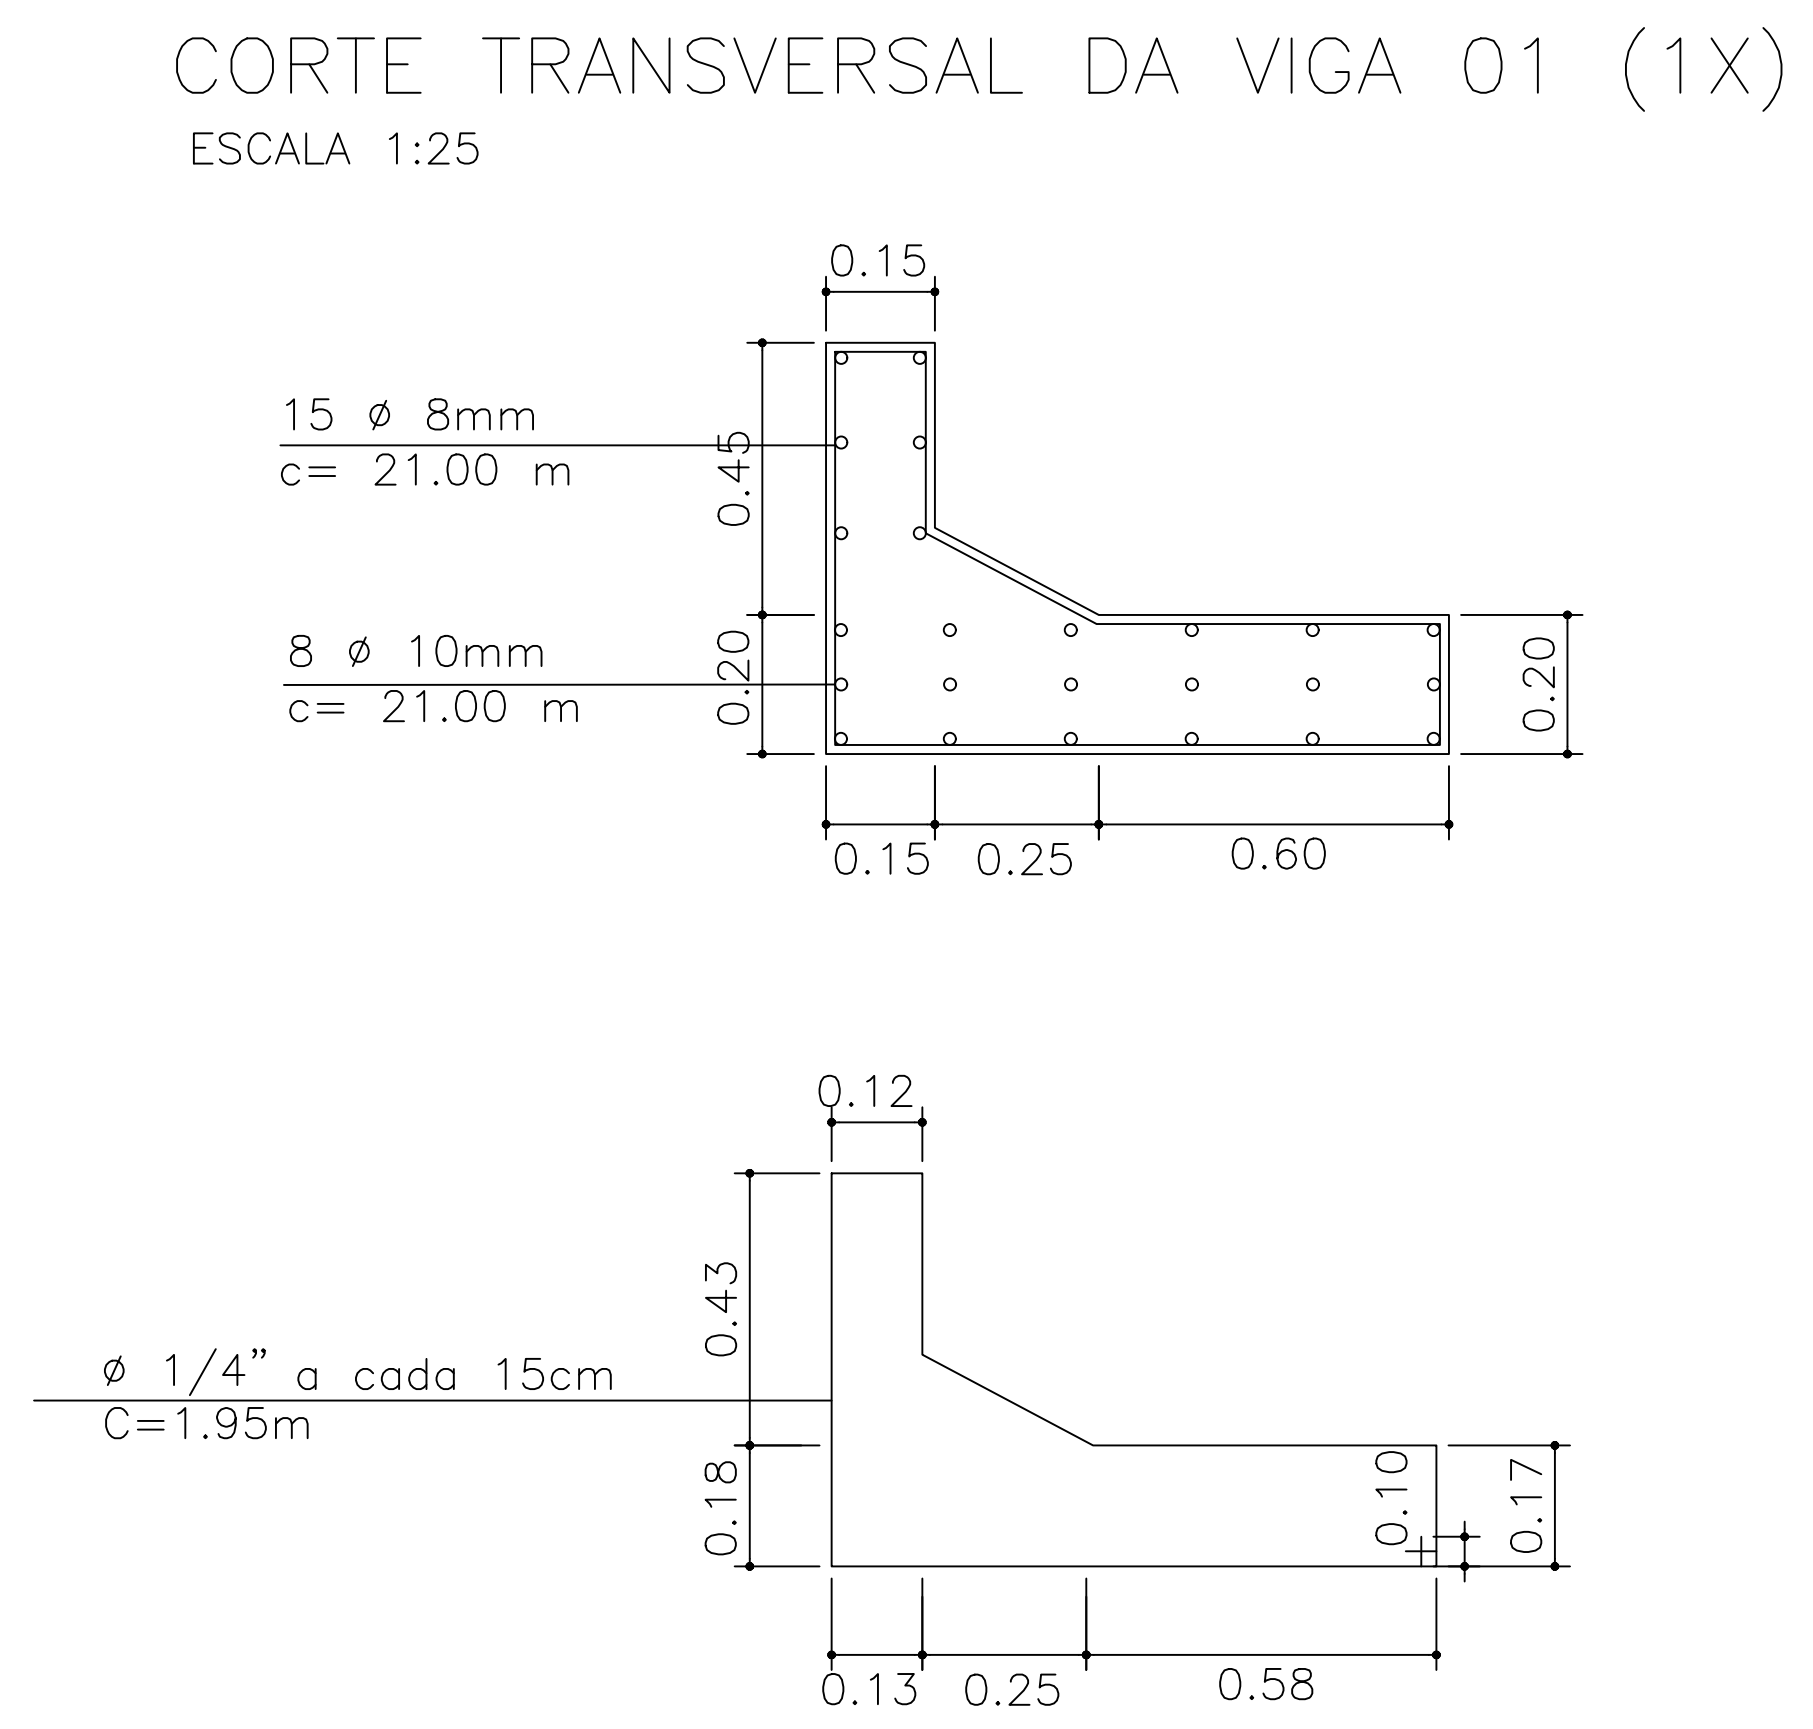 CORTE TRANSVERSAL DA VIGA 01 (1X)
ESCALA 1:25
0.15
15 ø 8mm
c= 21.00 m
0.45
8 ø 10mm
c= 21.00 m
0.20
0.20
0.15
0.25
0.60
0.12
0.43
ø 1/4” a cada 15cm
C=1.95m
0.18
0.10
0.17
0.13
0.25
0.58